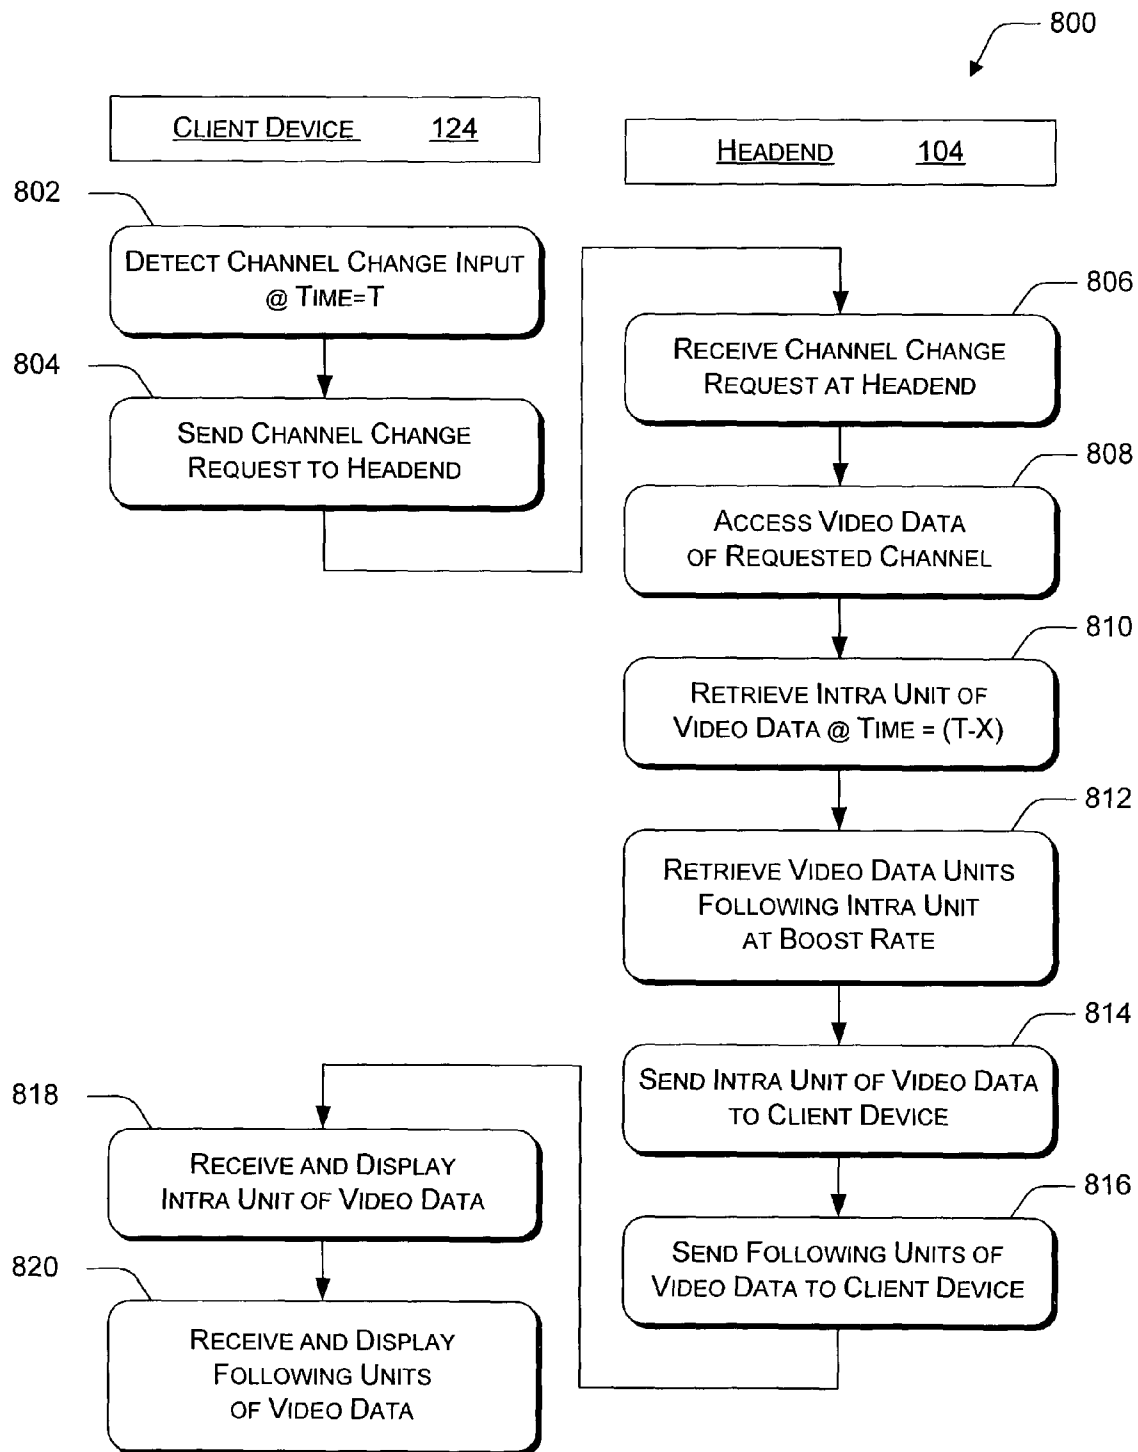 800
CLIENT DEVICE 124
HEADEND 104
802
DETECT CHANNEL CHANGE INPUT
@ TIME=T
804
SEND CHANNEL CHANGE
REQUEST TO HEADEND
806
RECEIVE CHANNEL CHANGE
REQUEST AT HEADEND
808
ACCESS VIDEO DATA
OF REQUESTED CHANNEL
810
RETRIEVE INTRA UNIT OF
VIDEO DATA @ TIME = (T-X)
812
RETRIEVE VIDEO DATA UNITS
FOLLOWING INTRA UNIT
AT BOOST RATE
814
SEND INTRA UNIT OF VIDEO DATA
TO CLIENT DEVICE
816
SEND FOLLOWING UNITS OF
VIDEO DATA TO CLIENT DEVICE
818
RECEIVE AND DISPLAY
INTRA UNIT OF VIDEO DATA
820
RECEIVE AND DISPLAY
FOLLOWING UNITS
OF VIDEO DATA